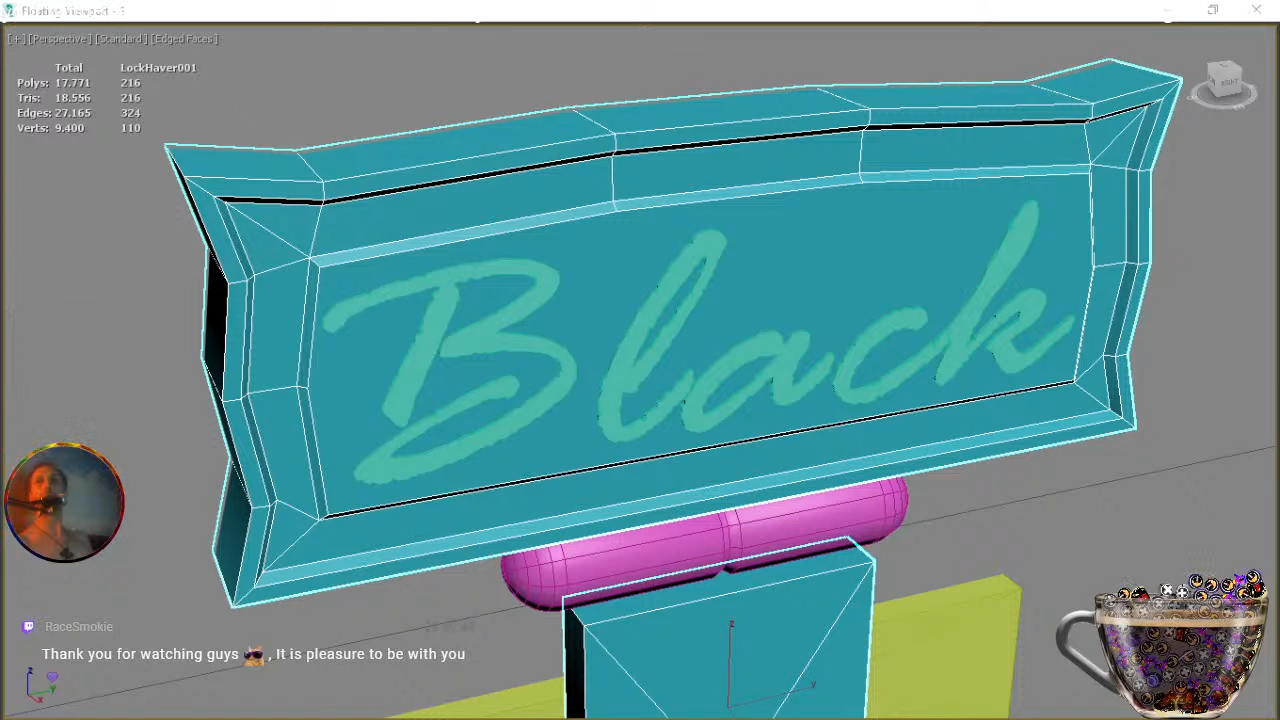 Floating Viewport - 3
[+][Perspective][Standard][Edged Faces]
Total LockHaver001
Polys: 17.771 216
Tris: 18.556 216
Edges: 27.165 324
Verts: 9.400 110
RIGHT
Black
RaceSmokie
Thank you for watching guys , It is pleasure to be with you
z
y
z
y
x